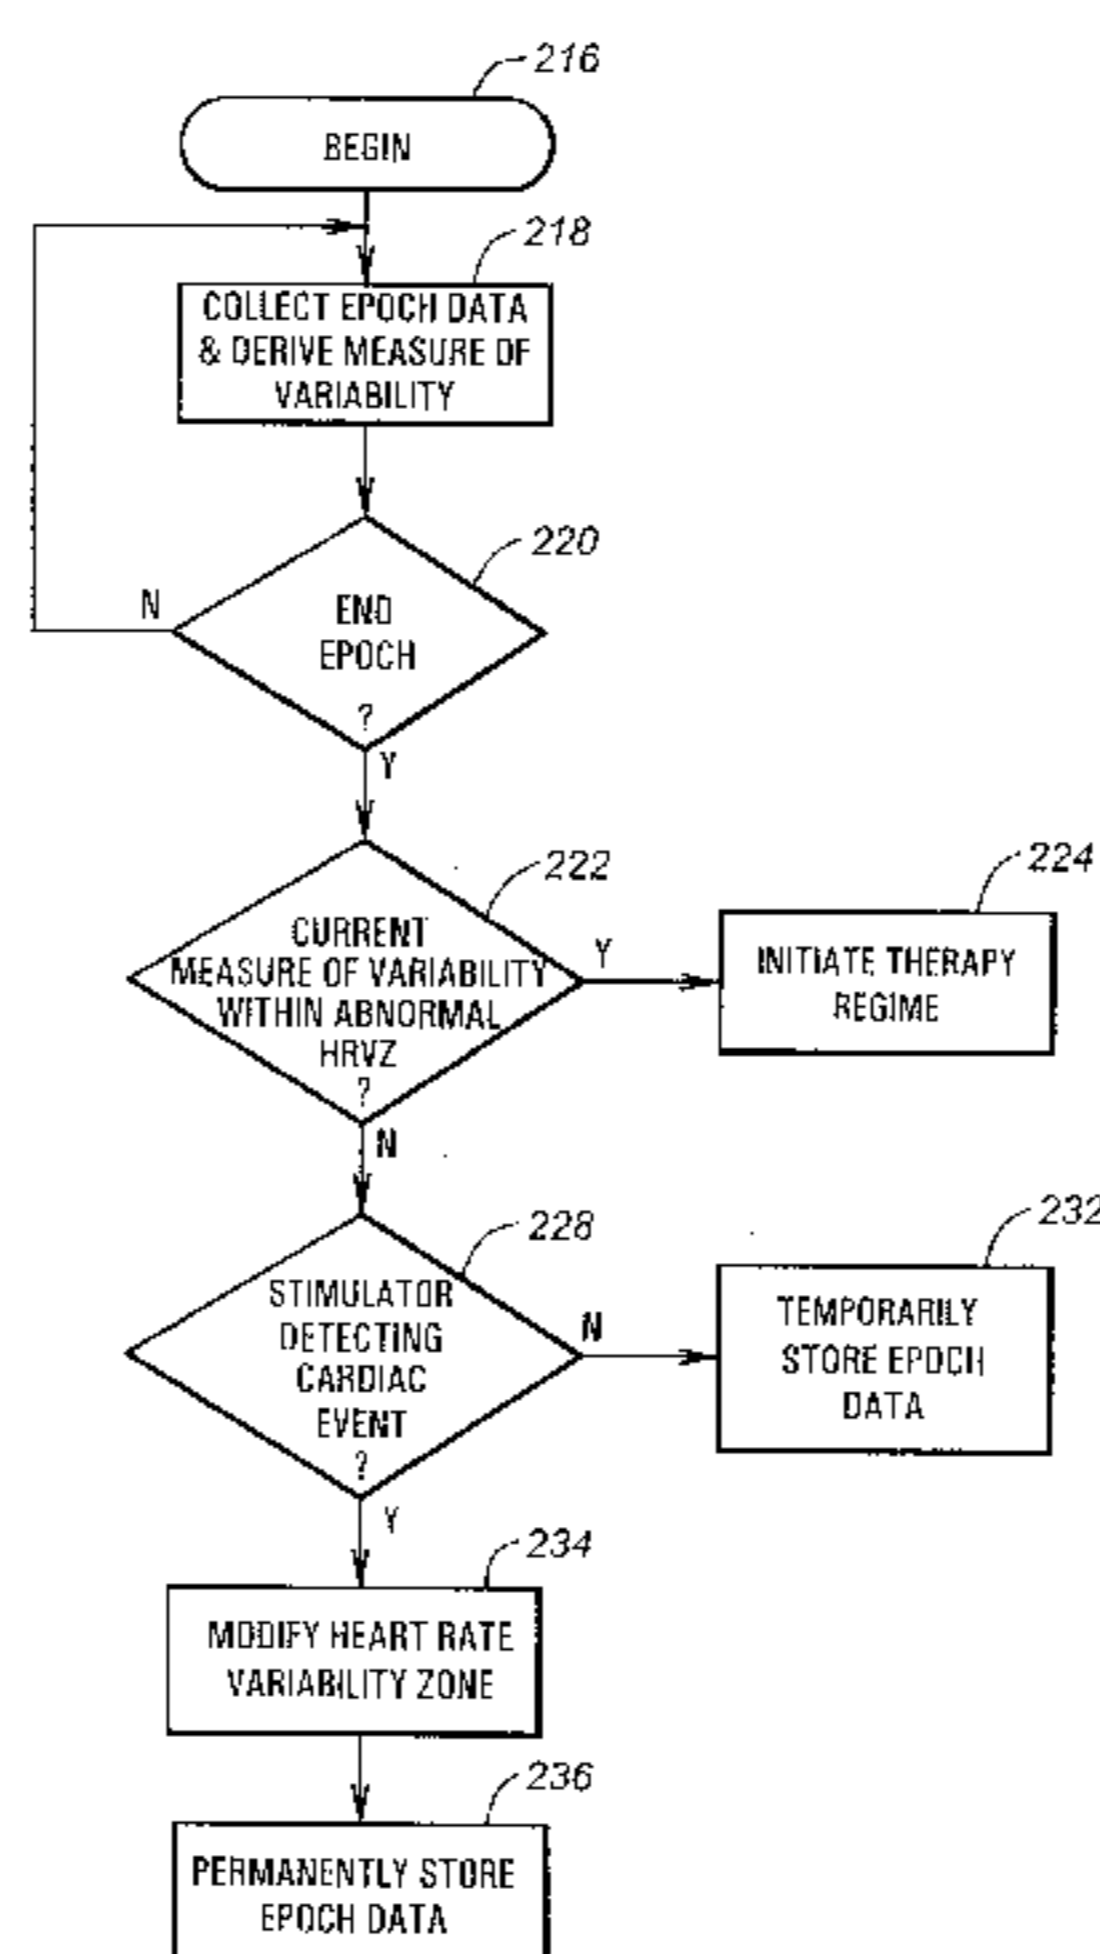 216
BEGIN
218
COLLECT EPOCH DATA
& DERIVE MEASURE OF
VARIABILITY
220
END
EPOCH
?
N
Y
222
CURRENT
MEASURE OF VARIABILITY
WITHIN ABNORMAL
HRVZ
?
Y
224
INITIATE THERAPY
REGIME
N
228
STIMULATOR
DETECTING
CARDIAC
EVENT
?
N
232
TEMPORARILY
STORE EPOCH
DATA
Y
234
MODIFY HEART RATE
VARIABILITY ZONE
236
PERMANENTLY STORE
EPOCH DATA